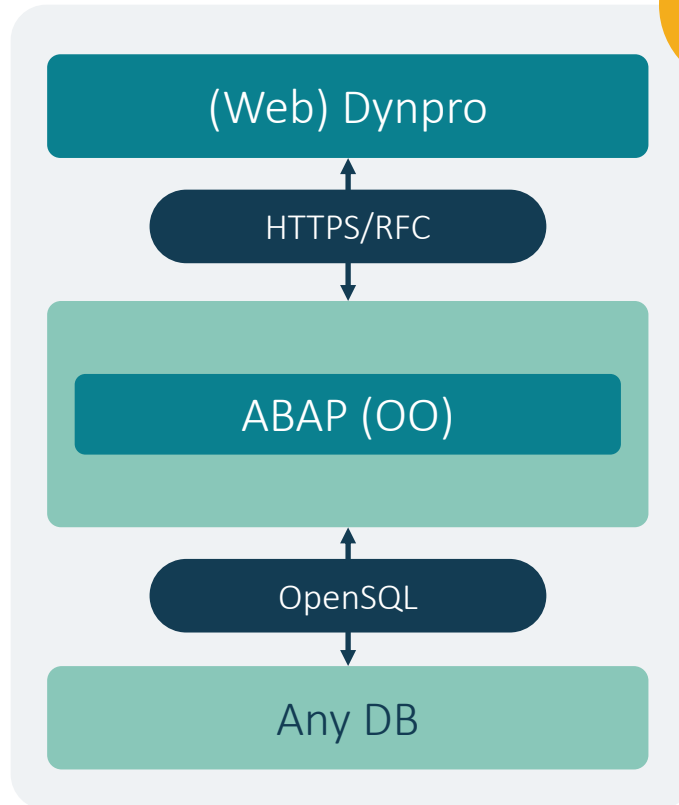 (Web) Dynpro
HTTPS/RFC
ABAP (OO)
OpenSQL
Any DB